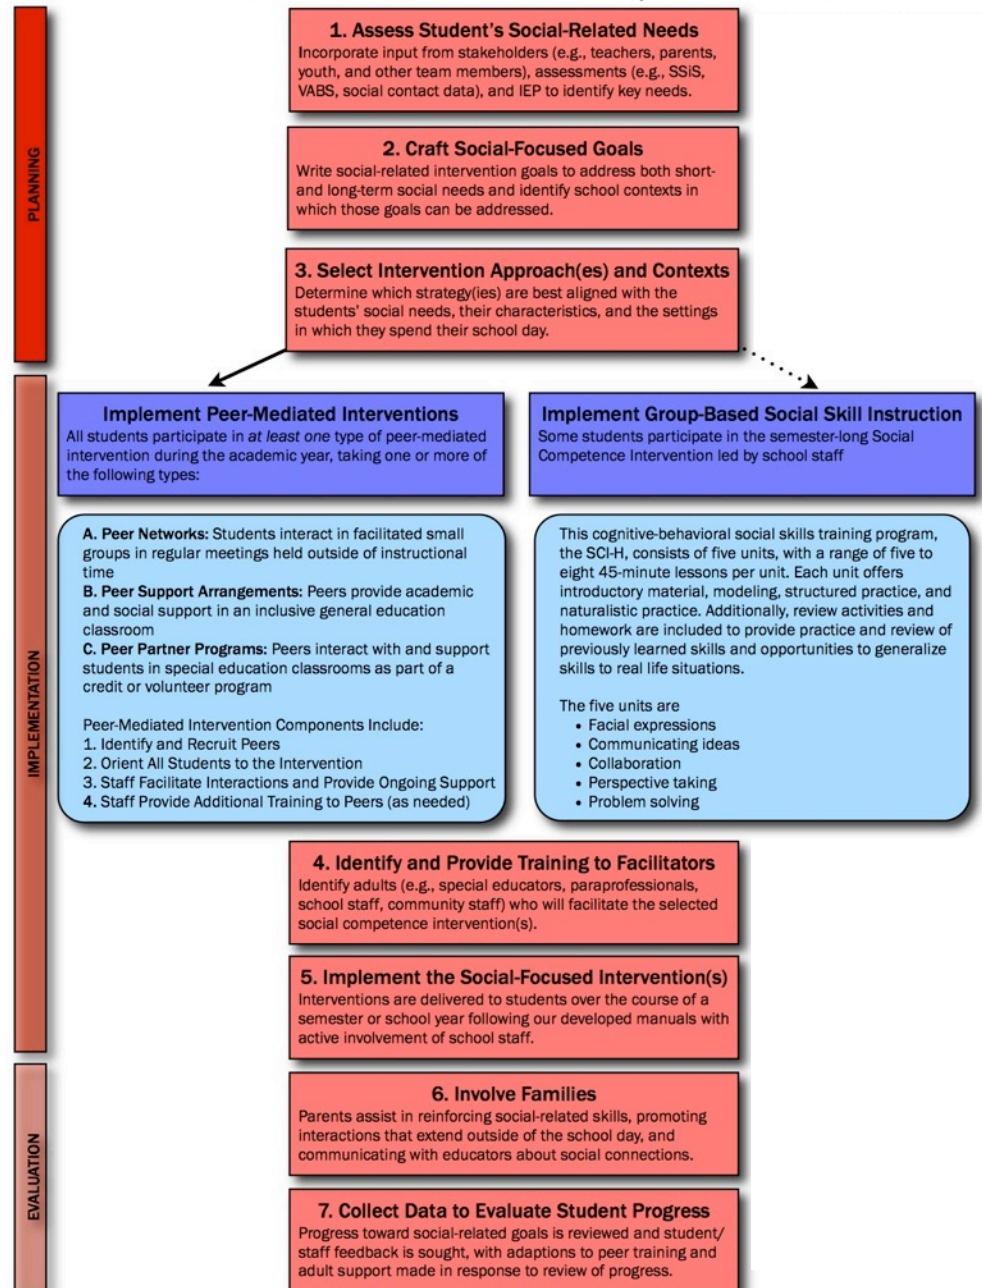 PLANNING
1. Assess Student's Social-Related Needs
Incorporate input from stakeholders (e.g., teachers, parents,
youth, and other team members), assessments (e.g., SSiS,
VABS, social contact data), and IEP to identify key needs.
2. Craft Social-Focused Goals
Write social-related intervention goals to address both short-
and long-term social needs and identify school contexts in
which those goals can be addressed.
3. Select Intervention Approach(es) and Contexts
Determine which strategy(ies) are best aligned with the
students' social needs, their characteristics, and the settings
in which they spend their school day.
IMPLEMENTATION
Implement Peer-Mediated Interventions
All students participate in at least one type of peer-mediated
intervention during the academic year, taking one or more of
the following types:
A. Peer Networks: Students interact in facilitated small
groups in regular meetings held outside of instructional
time
B. Peer Support Arrangements: Peers provide academic
and social support in an inclusive general education
classroom
C. Peer Partner Programs: Peers interact with and support
students in special education classrooms as part of a
credit or volunteer program
Peer-Mediated Intervention Components Include:
1. Identify and Recruit Peers
2. Orient All Students to the Intervention
3. Staff Facilitate Interactions and Provide Ongoing Support
4. Staff Provide Additional Training to Peers (as needed)
Implement Group-Based Social Skill Instruction
Some students participate in the semester-long Social
Competence Intervention led by school staff
This cognitive-behavioral social skills training program,
the SCI-H, consists of five units, with a range of five to
eight 45-minute lessons per unit. Each unit offers
introductory material, modeling, structured practice, and
naturalistic practice. Additionally, review activities and
homework are included to provide practice and review of
previously learned skills and opportunities to generalize
skills to real life situations.
The five units are
• Facial expressions
• Communicating ideas
• Collaboration
• Perspective taking
• Problem solving
4. Identify and Provide Training to Facilitators
Identify adults (e.g., special educators, paraprofessionals,
school staff, community staff) who will facilitate the selected
social competence intervention(s).
5. Implement the Social-Focused Intervention(s)
Interventions are delivered to students over the course of a
semester or school year following our developed manuals with
active involvement of school staff.
EVALUATION
6. Involve Families
Parents assist in reinforcing social-related skills, promoting
interactions that extend outside of the school day, and
communicating with educators about social connections.
7. Collect Data to Evaluate Student Progress
Progress toward social-related goals is reviewed and student/
staff feedback is sought, with adaptions to peer training and
adult support made in response to review of progress.